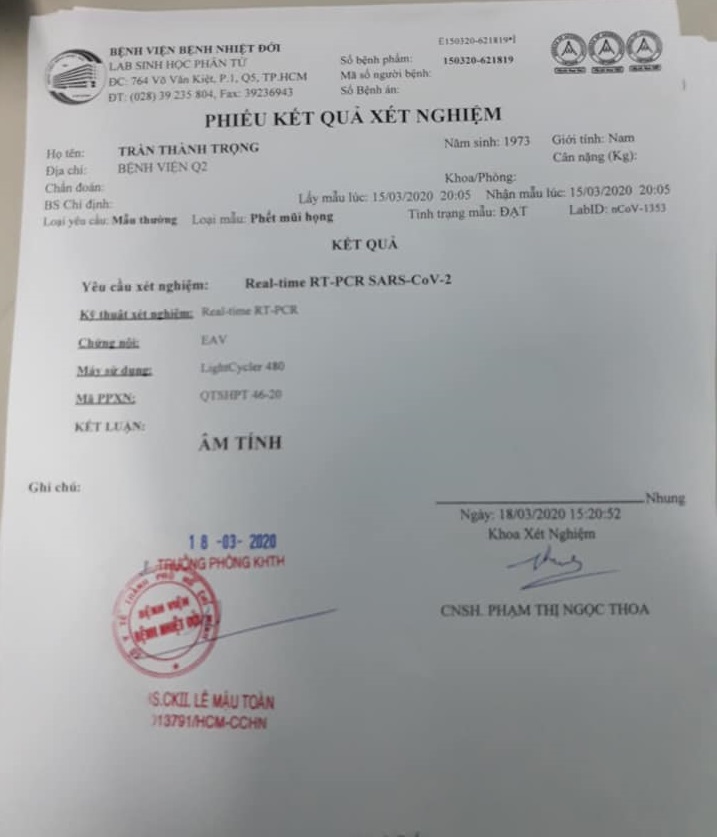 BỆNH VIỆN BỆNH NHIỆT ĐỚI
LAB SINH HỌC PHÂN TỬ
ĐC: 764 Võ Văn Kiệt, P.1, Q5, TP.HCM
ĐT: (028) 39 235 804, Fax: 39236943
E150320-621819*1
Số bệnh phẩm: 150320-621819
Mã số người bệnh:
Số Bệnh án:
PHIẾU KẾT QUẢ XÉT NGHIỆM
Họ tên: TRẦN THÀNH TRỌNG Năm sinh: 1973 Giới tính: Nam
Địa chỉ: BỆNH VIỆN Q2 Cân nặng (Kg):
Chẩn đoán: Khoa/Phòng:
BS Chỉ định: Lấy mẫu lúc: 15/03/2020 20:05 Nhận mẫu lúc: 15/03/2020 20:05
Loại yêu cầu: Mẫu thường Loại mẫu: Phết mũi họng Tình trạng mẫu: ĐẠT LabID: nCoV-1353
KẾT QUẢ
Yêu cầu xét nghiệm: Real-time RT-PCR SARS-CoV-2
Kỹ thuật xét nghiệm: Real-time RT-PCR
Chứng nội: EAV
Máy sử dụng: LightCycler 480
Mã PPXN: QTSHPT 46-20
KẾT LUẬN:
ÂM TÍNH
Ghi chú:
Nhung
Ngày: 18/03/2020 15:20:52
Khoa Xét Nghiệm
CNSH. PHẠM THỊ NGỌC THOA
18 -03- 2020
TRƯỞNG PHÒNG KHTH
BỆNH VIỆN
BỆNH NHIỆT ĐỚI
S.CKII. LÊ MẬU TOÀN
013791/HCM-CCHN